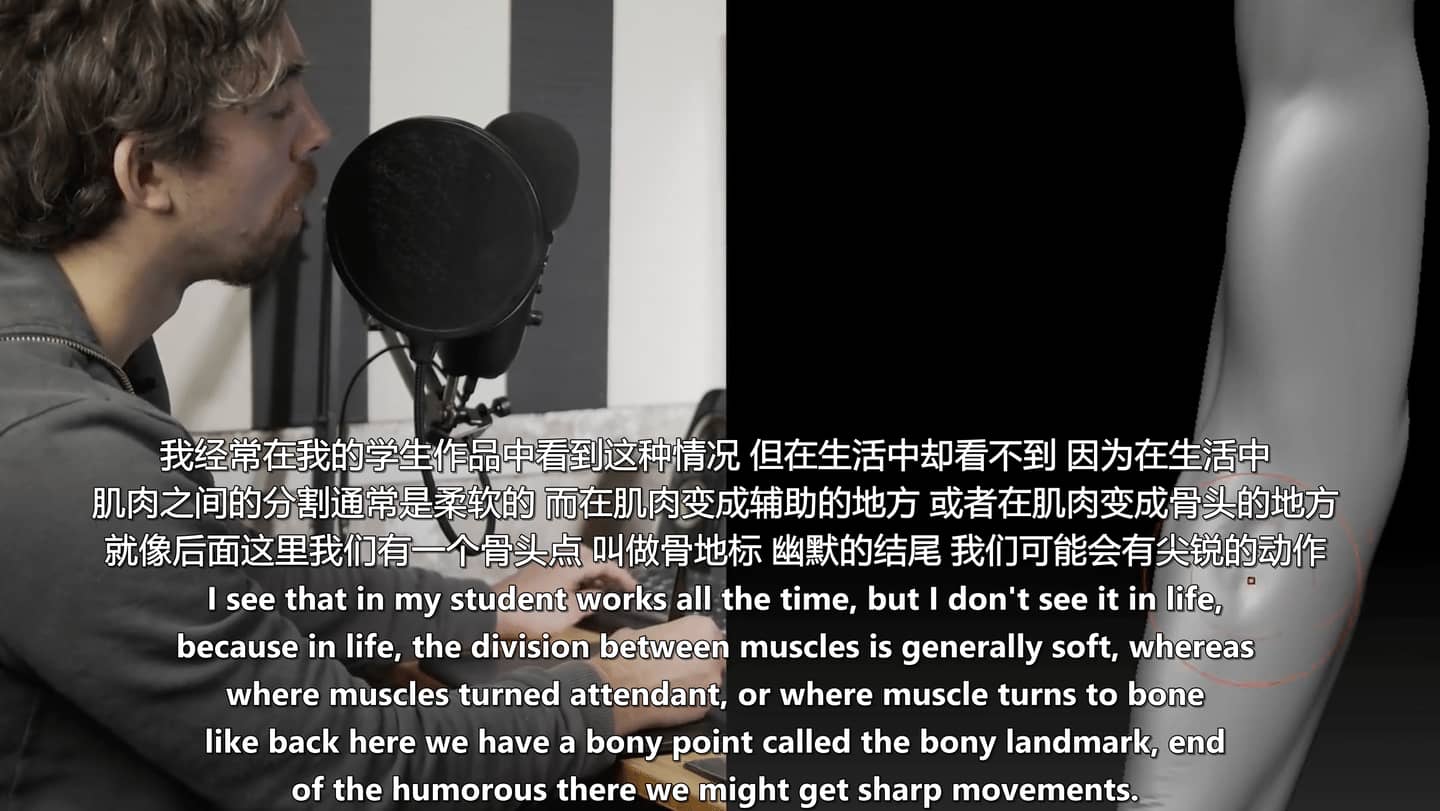 我经常在我的学生作品中看到这种情况 但在生活中却看不到 因为在生活中
肌肉之间的分割通常是柔软的 而在肌肉变成辅助的地方 或者在肌肉变成骨头的地方
就像后面这里我们有一个骨头点 叫做骨地标 幽默的结尾 我们可能会有尖锐的动作
I see that in my student works all the time, but I don't see it in life,
because in life, the division between muscles is generally soft, whereas
where muscles turned attendant, or where muscle turns to bone
like back here we have a bony point called the bony landmark, end
of the humorous there we might get sharp movements.